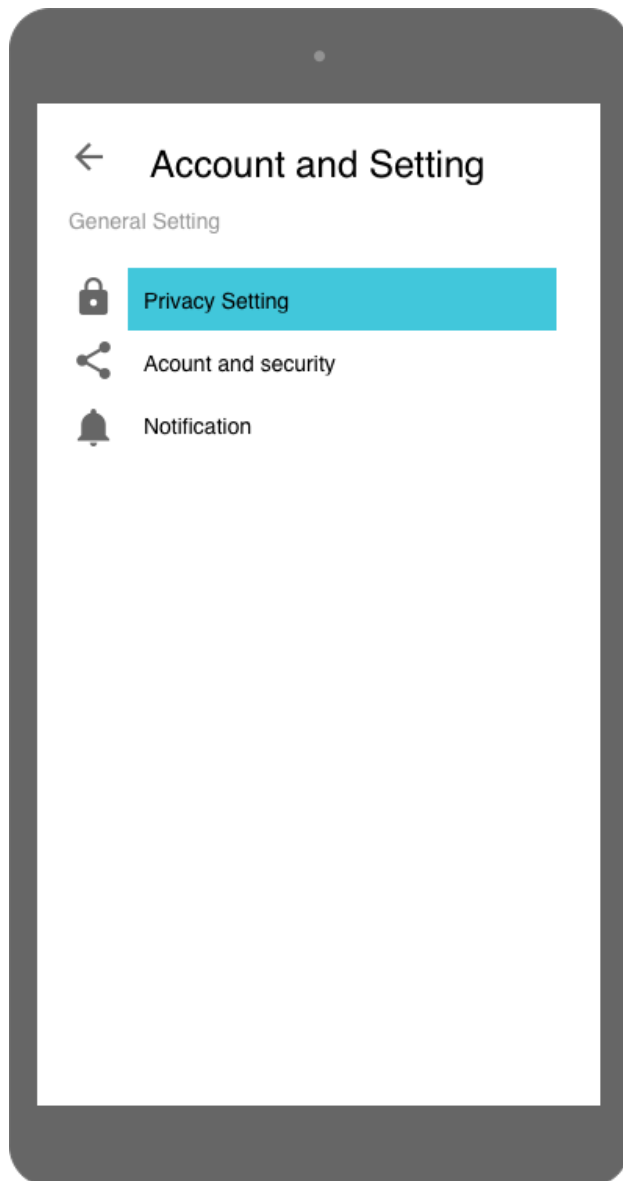 Account and Setting
General Setting
Privacy Setting
Acount and security
Notification